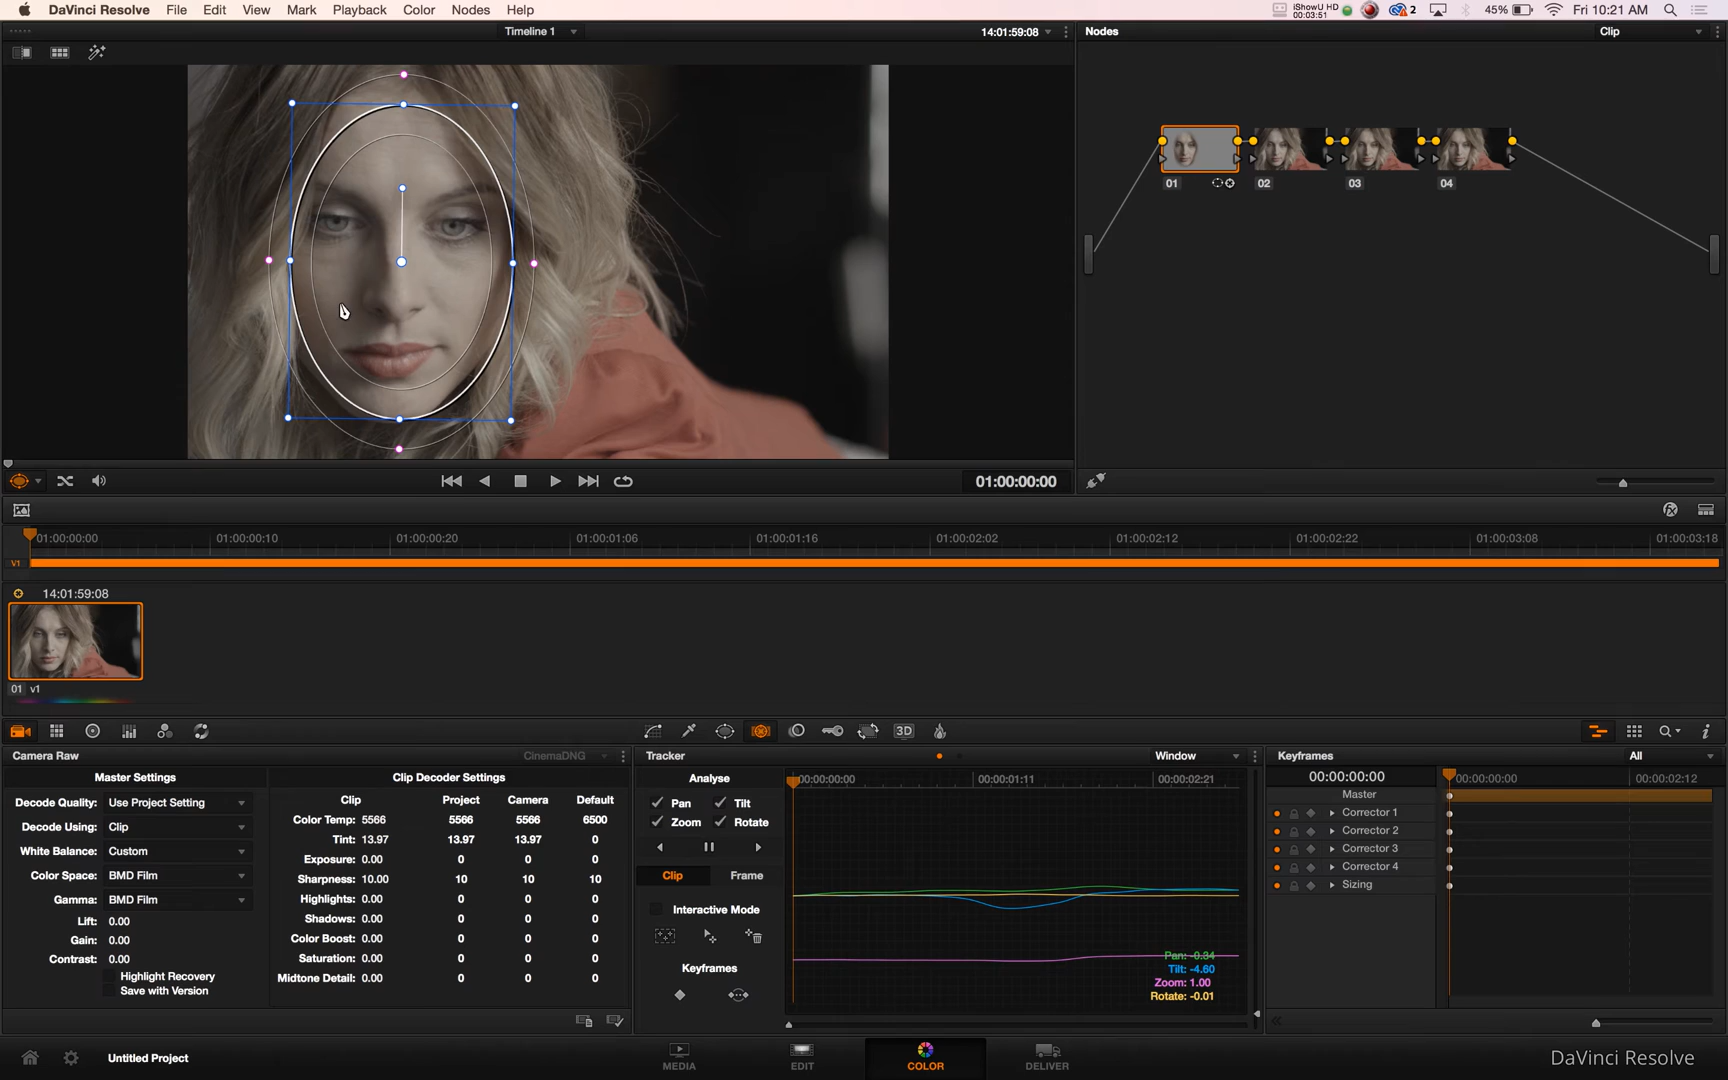 DaVinci Resolve File Edit View Mark Playback Color Nodes Help iShowU HD 00:03:51 2 45% Fri 10:21 AM
Timeline 1 14:01:59:08 Nodes Clip
01 02 03 04
01:00:00:00
01:00:00:00 01:00:00:10 01:00:00:20 01:00:01:06 01:00:01:16 01:00:02:02 01:00:02:12 01:00:02:22 01:00:03:08 01:00:03:18
V1
14:01:59:08
01 v1
3D
Camera Raw CinemaDNG Tracker Window Keyframes All
Master Settings Clip Decoder Settings Analyse 00:00:00:00 00:00:01:11 00:00:02:21 00:00:00:00 00:00:00:00 00:00:02:12
Decode Quality: Use Project Setting Clip Project Camera Default Pan Tilt Master
Color Temp: 5566 5566 5566 6500 Zoom Rotate Corrector 1
Decode Using: Clip Tint: 13.97 13.97 13.97 0 Corrector 2
White Balance: Custom Exposure: 0.00 0 0 0 Corrector 3
Color Space: BMD Film Sharpness: 10.00 10 10 10 Clip Frame Corrector 4
Gamma: BMD Film Highlights: 0.00 0 0 0 Sizing
Lift: 0.00 Shadows: 0.00 0 0 0 Interactive Mode
Gain: 0.00 Color Boost: 0.00 0 0 0
Contrast: 0.00 Saturation: 0.00 0 0 0 Pan: -0.34
Highlight Recovery Midtone Detail: 0.00 0 0 0 Keyframes Tilt: -4.60
Save with Version Zoom: 1.00
Rotate: -0.01
Untitled Project MEDIA EDIT COLOR DELIVER DaVinci Resolve